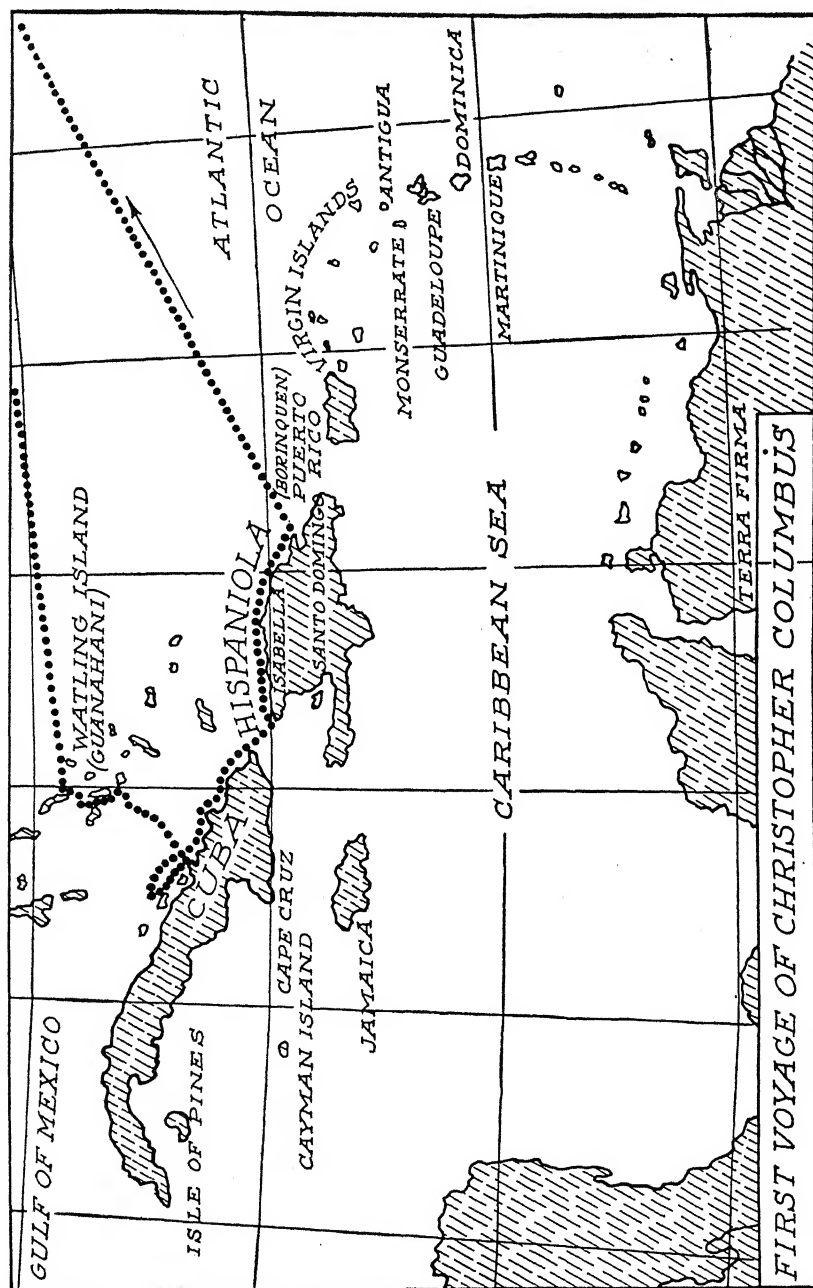 GULF OF MEXICO
WATLING ISLAND
(GUANAHANI)
ATLANTIC
OCEAN
CUBA
ISLE OF PINES
HISPANIOLA
ISABELLA
SANTO DOMINGO
(BORINQUEN)
PUERTO
RICO
VIRGIN ISLANDS
CAPE CRUZ
CAYMAN ISLAND
JAMAICA
ANTIGUA
MONSERRATE
GUADELOUPE
DOMINICA
MARTINIQUE
CARIBBEAN SEA
TERRA FIRMA
FIRST VOYAGE OF CHRISTOPHER COLUMBUS